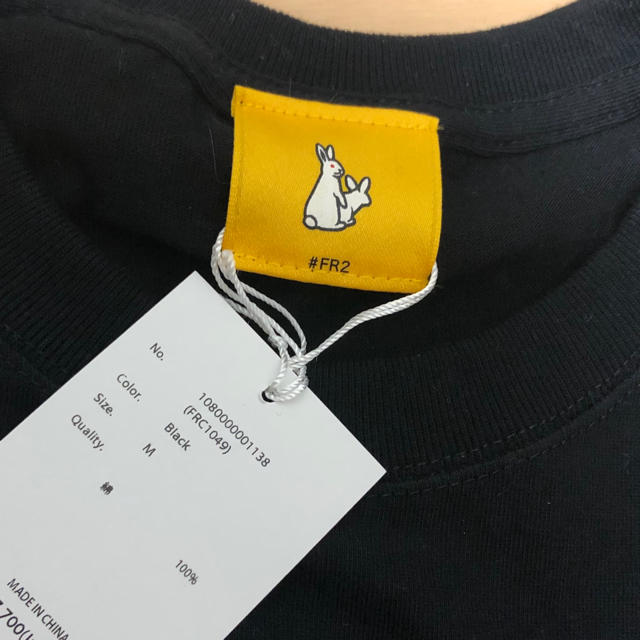 #FR2
No. 1080000001138
(FRC1049)
Color. Black
Size. M
Quality.
綿 100%
MADE IN CHINA